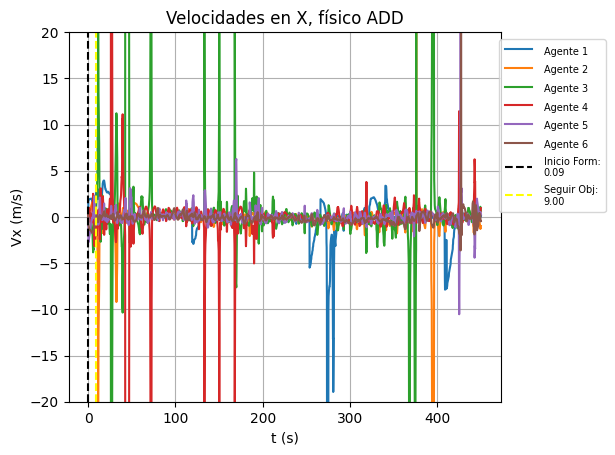 Velocidades en X, físico ADD
Vx (m/s)
20
15
10
5
0
−5
−10
−15
−20
0
100
200
300
400
t (s)
Agente 1
Agente 2
Agente 3
Agente 4
Agente 5
Agente 6
Inicio Form:
0.09
Seguir Obj:
9.00